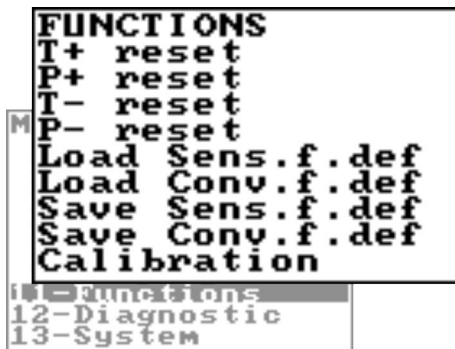 FUNCTIONS
T+ reset
P+ reset
T- reset
P- reset
Load Sens.f.def
Load Conv.f.def
Save Sens.f.def
Save Conv.f.def
Calibration
M
11-Functions
12-Diagnostic
13-System